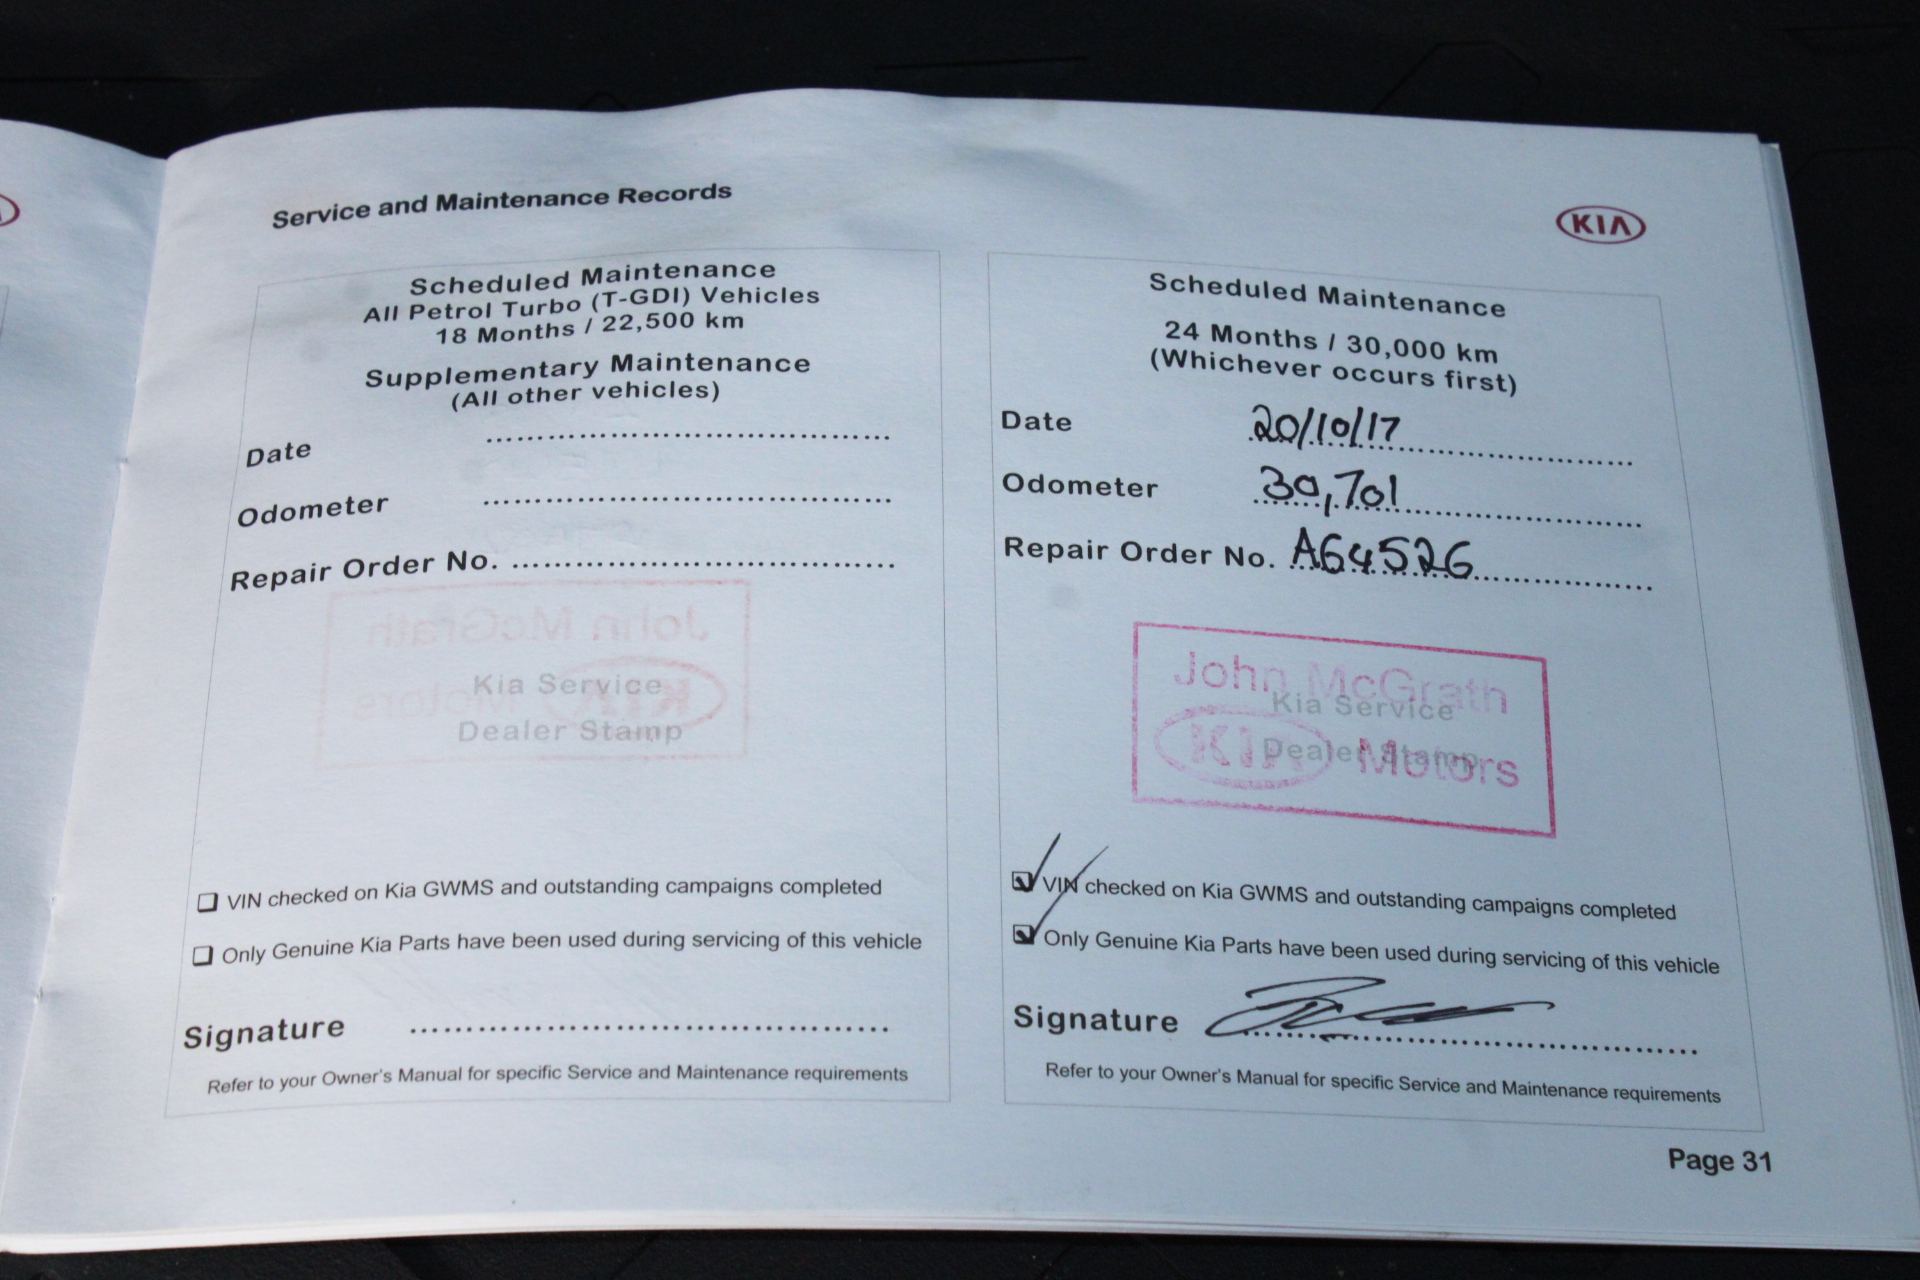 Service and Maintenance Records
KIA
Scheduled Maintenance
All Petrol Turbo (T-GDI) Vehicles
18 Months / 22,500 km
Supplementary Maintenance
(All other vehicles)
Date
Odometer
Repair Order No.
John McGrath
KIA Motors
Kia Service
Dealer Stamp
❏ VIN checked on Kia GWMS and outstanding campaigns completed
❏ Only Genuine Kia Parts have been used during servicing of this vehicle
Signature
Refer to your Owner's Manual for specific Service and Maintenance requirements
Scheduled Maintenance
24 Months / 30,000 km
(Whichever occurs first)
Date 20/10/17
Odometer 30,701
Repair Order No. A64526
John McGrath
Kia Service
KIA Motors
Dealer Stamp
VIN checked on Kia GWMS and outstanding campaigns completed
Only Genuine Kia Parts have been used during servicing of this vehicle
Signature
Refer to your Owner's Manual for specific Service and Maintenance requirements
Page 31